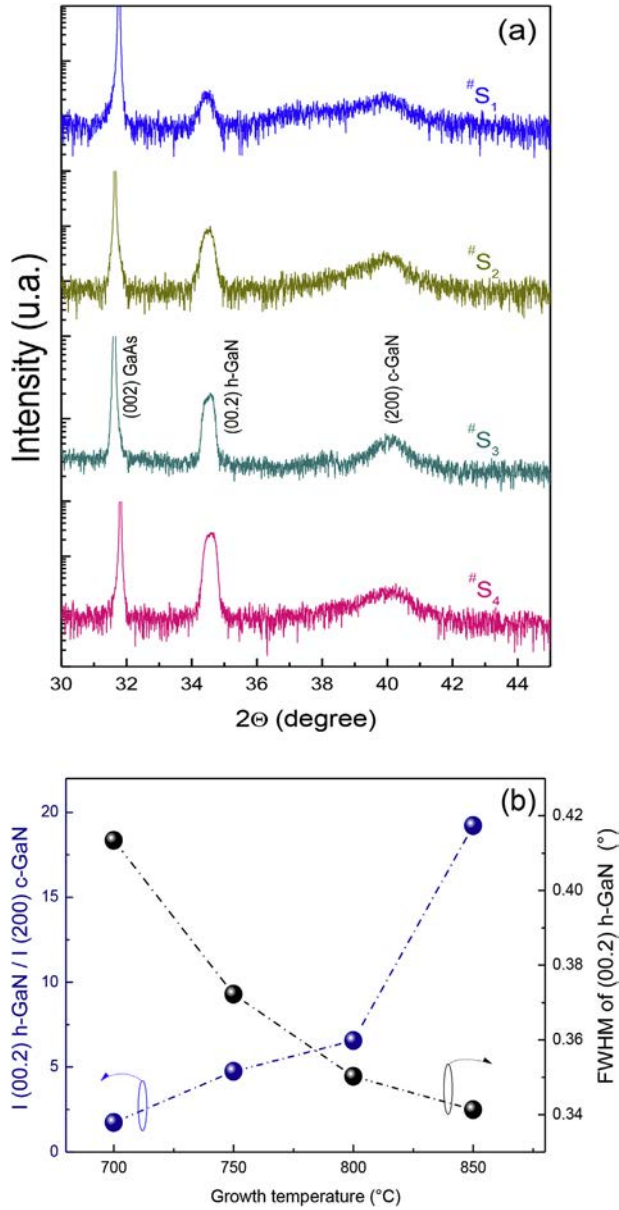 (a)
#S1
#S2
#S3
#S4
(002) GaAs
(00.2) h-GaN
(200) c-GaN
Intensity (u.a.)
30 32 34 36 38 40 42 44
2Θ (degree)
(b)
I (00.2) h-GaN / I (200) c-GaN
20
15
10
5
0
0.42
0.40
0.38
0.36
0.34
FWHM of (00.2) h-GaN (°)
700 750 800 850
Growth temperature (°C)